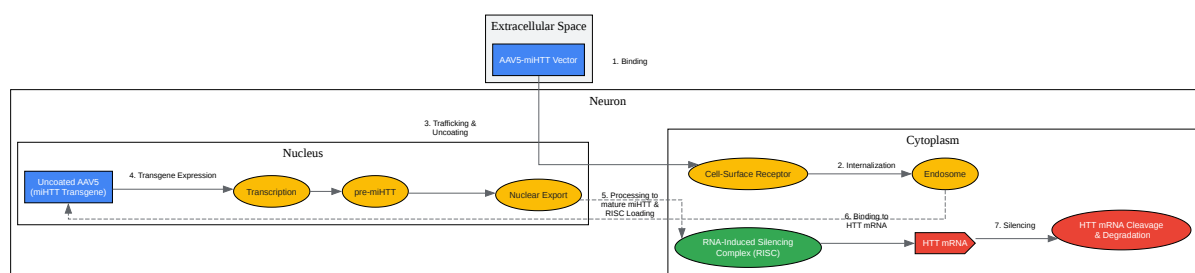 Extracellular Space
AAV5-miHTT Vector
1. Binding
Neuron
3. Trafficking &
Uncoating
Nucleus
Uncoated AAV5
(miHTT Transgene)
4. Transgene Expression
Transcription
pre-miHTT
Nuclear Export
5. Processing to
mature miHTT &
RISC Loading
Cytoplasm
Cell-Surface Receptor
2. Internalization
Endosome
RNA-Induced Silencing
Complex (RISC)
6. Binding to
HTT mRNA
HTT mRNA
7. Silencing
HTT mRNA Cleavage
& Degradation